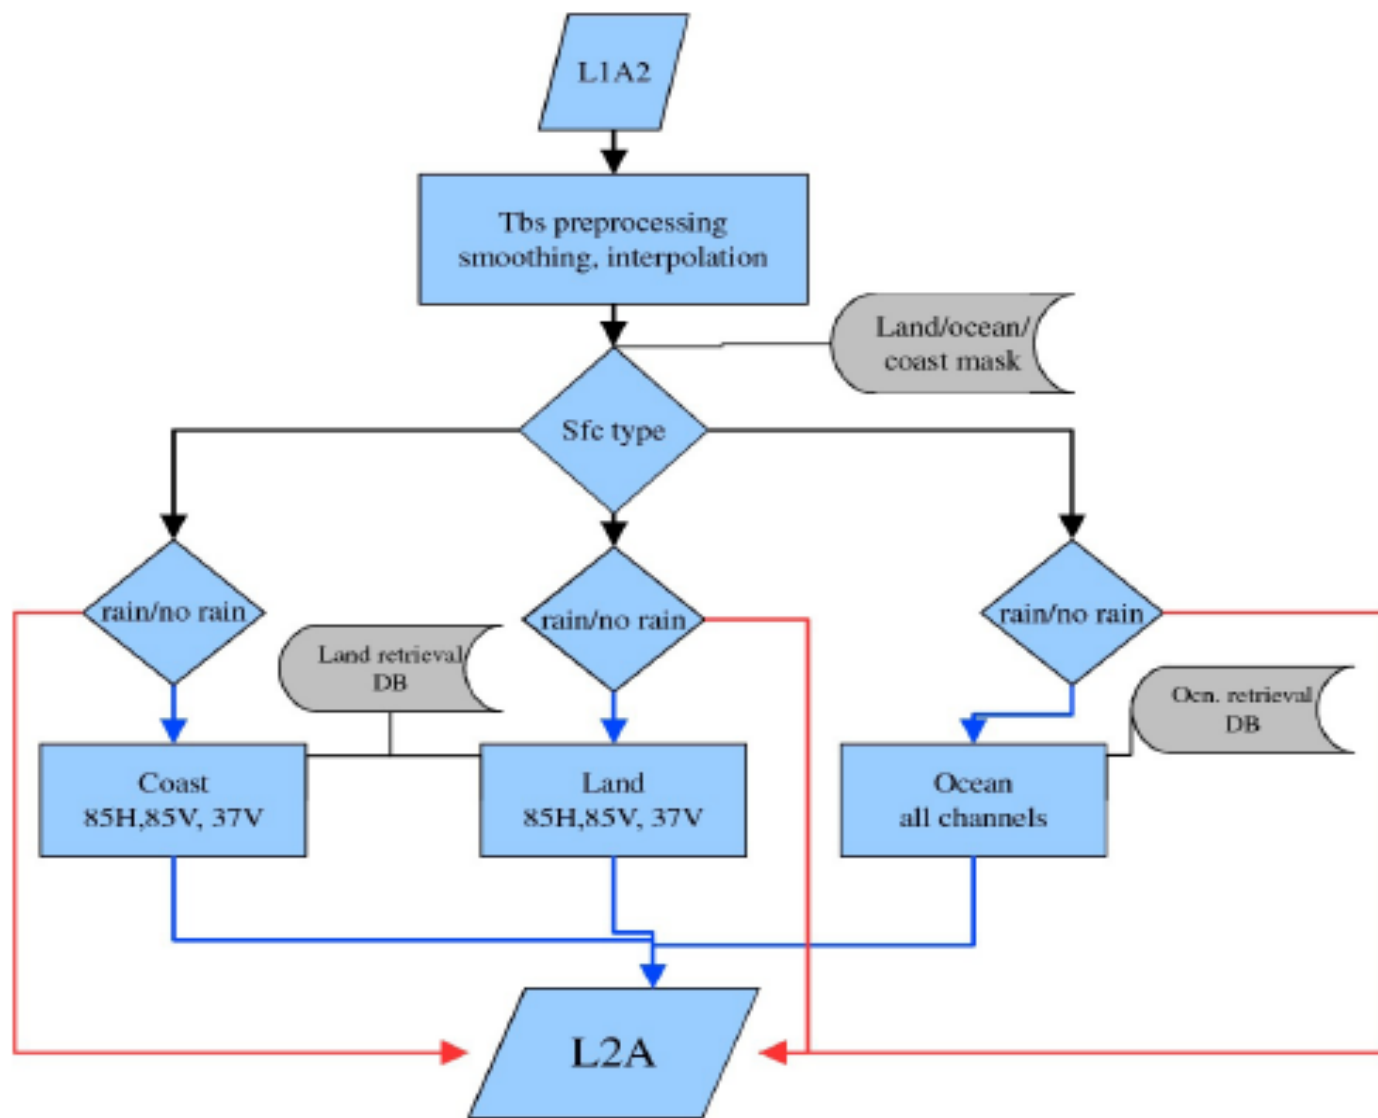 L1A2
Tbs preprocessing
smoothing, interpolation
Land/ocean/
coast mask
Sfc type
rain/no rain
rain/no rain
rain/no rain
Land retrieval
DB
Ocn. retrieval
DB
Coast
85H,85V, 37V
Land
85H,85V, 37V
Ocean
all channels
L2A